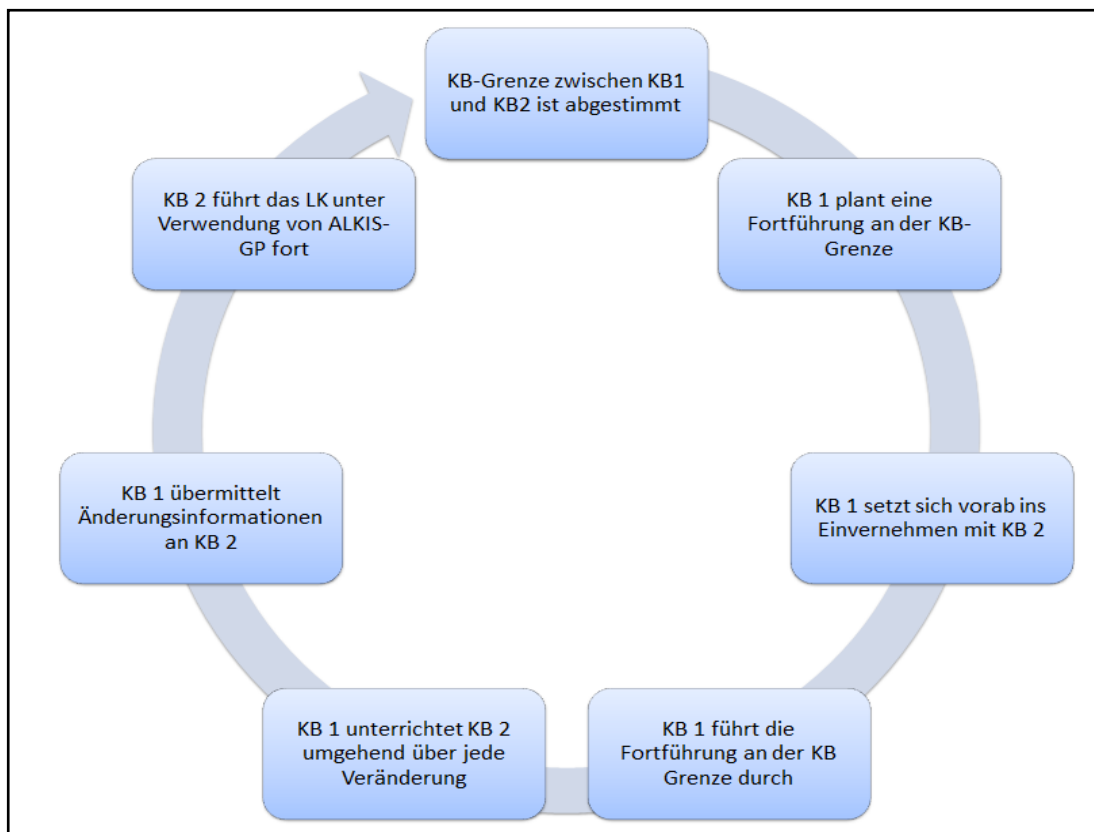 KB-Grenze zwischen KB1
und KB2 ist abgestimmt
KB 1 plant eine
Fortführung an der KB-
Grenze
KB 1 setzt sich vorab ins
Einvernehmen mit KB 2
KB 1 führt die
Fortführung an der KB
Grenze durch
KB 1 unterrichtet KB 2
umgehend über jede
Veränderung
KB 1 übermittelt
Änderungsinformationen
an KB 2
KB 2 führt das LK unter
Verwendung von ALKIS-
GP fort